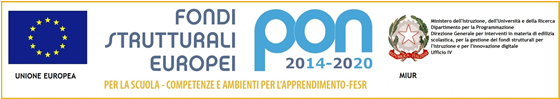 FONDI
STRUTTURALI
EUROPEI
pon
2014-2020
PER LA SCUOLA - COMPETENZE E AMBIENTI PER L'APPRENDIMENTO-FESR
UNIONE EUROPEA
Ministero dell'Istruzione, dell'Università e della Ricerca
Dipartimento per la Programmazione
Direzione Generale per interventi in materia di edilizia
scolastica, per la gestione dei fondi strutturali per
l'istruzione e per l'innovazione digitale
Ufficio IV
MIUR